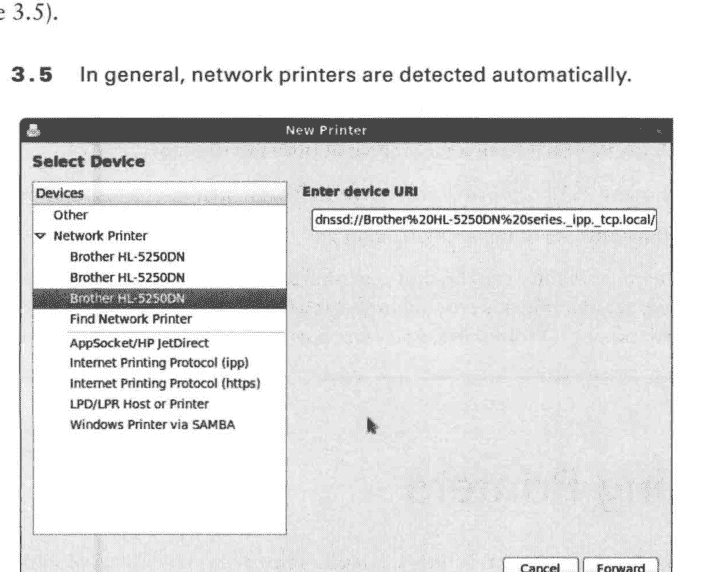 e 3.5).
3.5 In general, network printers are detected automatically.
New Printer
Select Device
Devices
Other
Network Printer
Brother HL-5250DN
Brother HL-5250DN
Brother HL-5250DN
Find Network Printer
AppSocket/HP JetDirect
Internet Printing Protocol (ipp)
Internet Printing Protocol (https)
LPD/LPR Host or Printer
Windows Printer via SAMBA
Enter device URI
dnssd://Brother%20HL-5250DN%20series._ipp._tcp.local/
Cancel
Forward